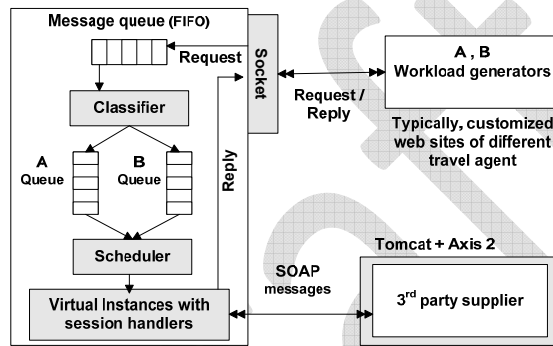 Message queue (FIFO)
Request
Socket
A , B
Workload generators
Classifier
Request /
Reply
Typically, customized
web sites of different
travel agent
A
Queue
B
Queue
Reply
Scheduler
Tomcat + Axis 2
SOAP
messages
Virtual Instances with
session handlers
3rd party supplier